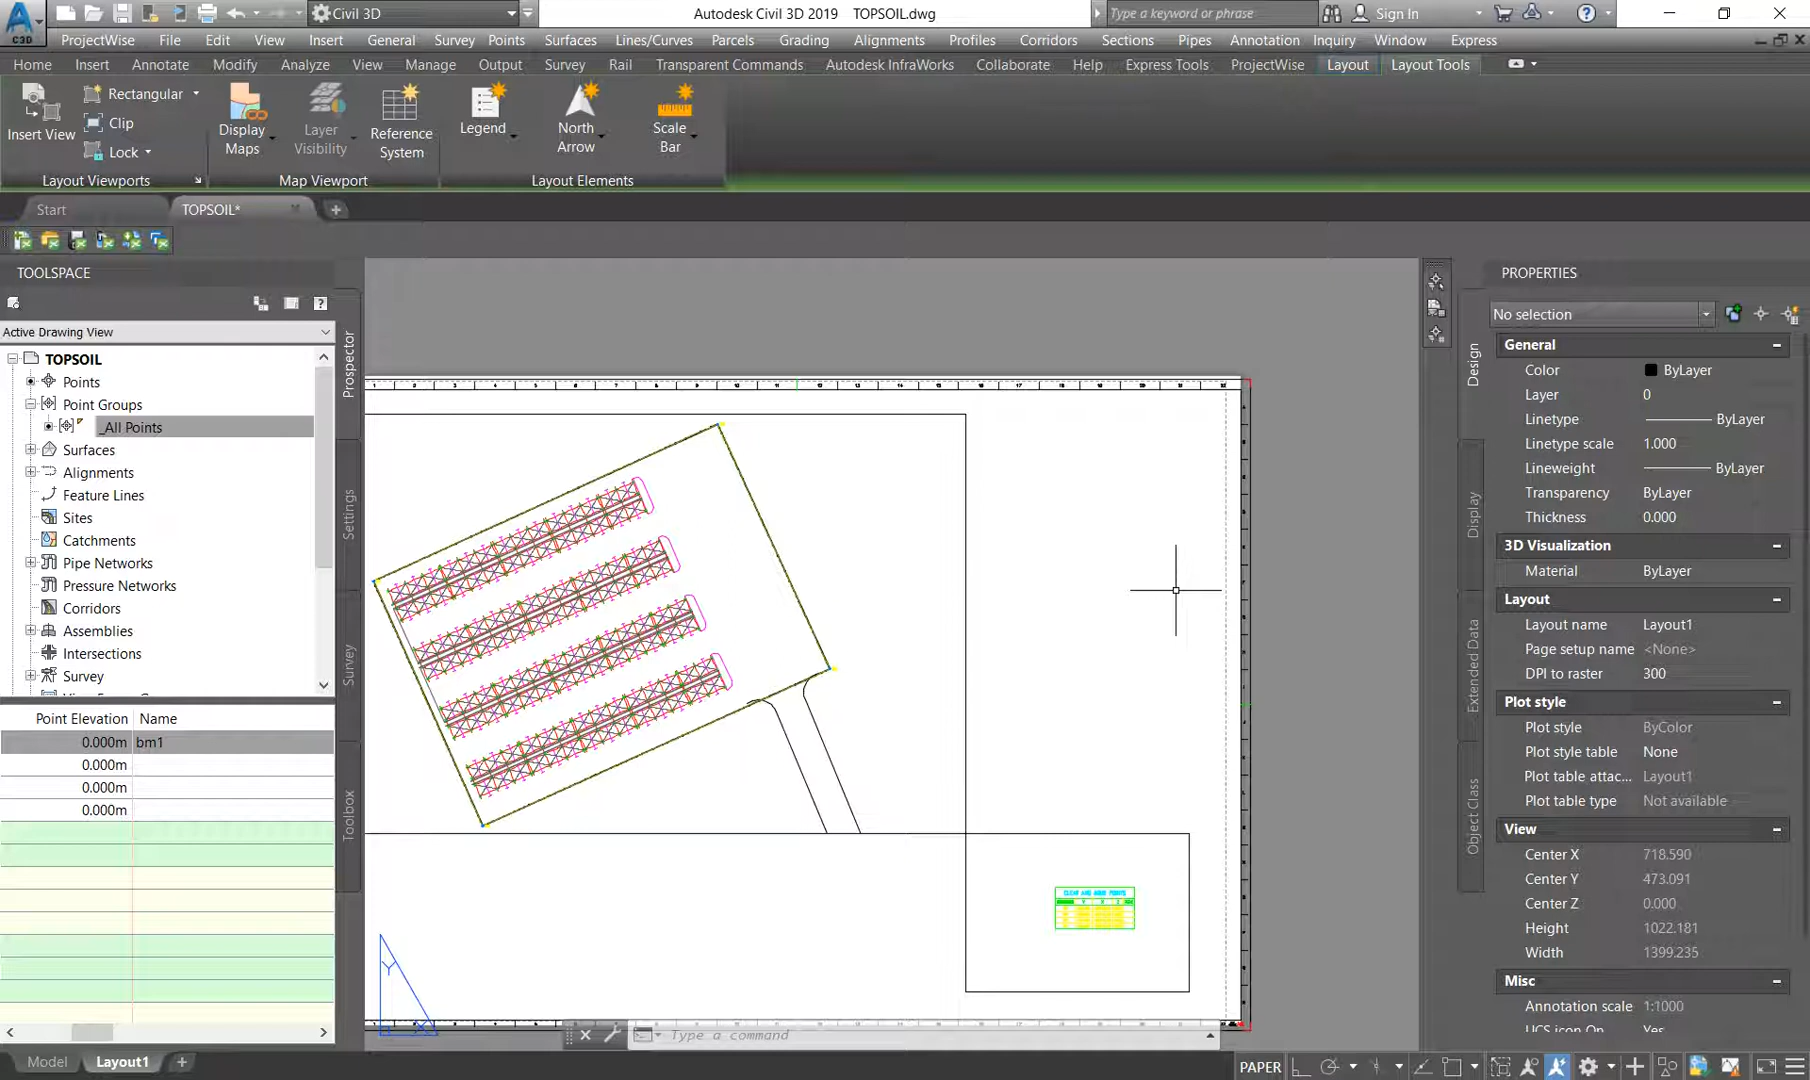 C3D
Civil 3D
Autodesk Civil 3D 2019 TOPSOIL.dwg
Type a keyword or phrase
Sign In
ProjectWise File Edit View Insert General Survey Points Surfaces Lines/Curves Parcels Grading Alignments Profiles Corridors Sections Pipes Annotation Inquiry Window Express
Home Insert Annotate Modify Analyze View Manage Output Survey Rail Transparent Commands Autodesk InfraWorks Collaborate Help Express Tools ProjectWise Layout Layout Tools
Insert View
Rectangular
Clip
Lock
Display Maps
Layer Visibility
Reference System
Legend
North Arrow
Scale Bar
Layout Viewports
Map Viewport
Layout Elements
Start
TOPSOIL*
TOOLSPACE
Active Drawing View
TOPSOIL
Points
Point Groups
_All Points
Surfaces
Alignments
Feature Lines
Sites
Catchments
Pipe Networks
Pressure Networks
Corridors
Assemblies
Intersections
Survey
Prospector
Settings
Survey
Toolbox
Point Elevation Name
0.000m bm1
0.000m
0.000m
0.000m
Model
Layout1
Y
X
Type a command
PROPERTIES
No selection
Design
Display
Extended Data
Object Class
General
Color ByLayer
Layer 0
Linetype ByLayer
Linetype scale 1.000
Lineweight ByLayer
Transparency ByLayer
Thickness 0.000
3D Visualization
Material ByLayer
Layout
Layout name Layout1
Page setup name <None>
DPI to raster 300
Plot style
Plot style ByColor
Plot style table None
Plot table attac... Layout1
Plot table type Not available
View
Center X 718.590
Center Y 473.091
Center Z 0.000
Height 1022.181
Width 1399.235
Misc
Annotation scale 1:1000
UCS icon On Yes
PAPER